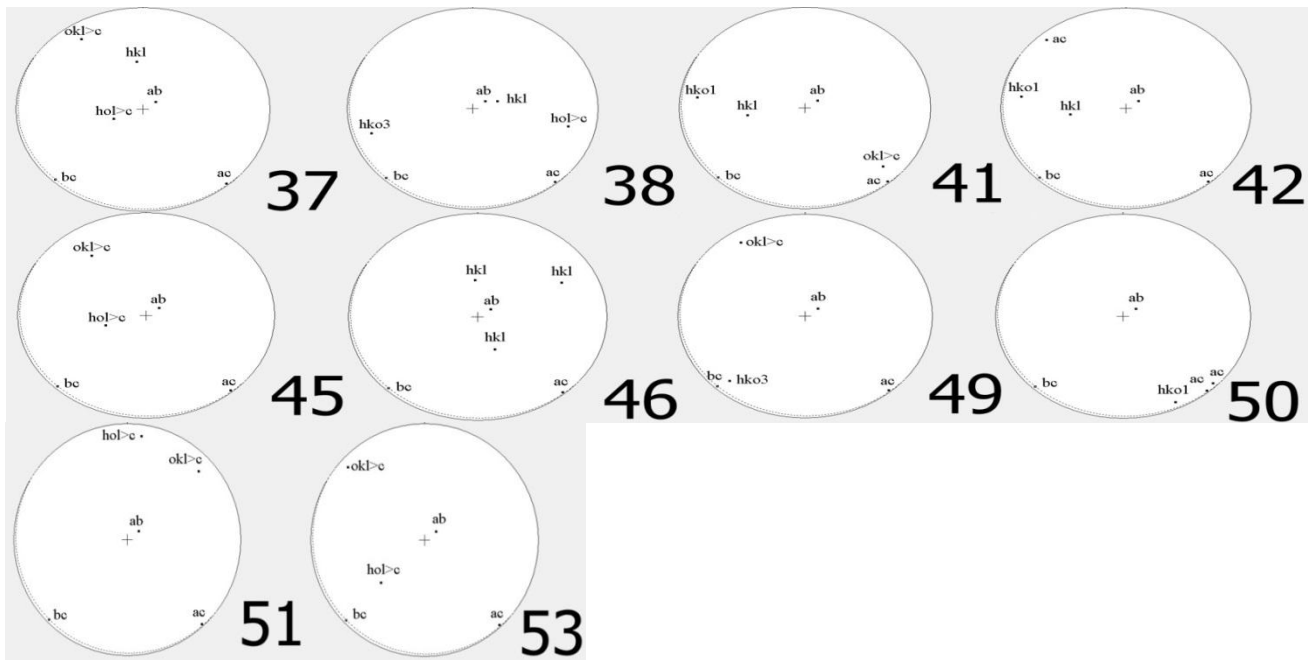 okl>c
hkl
ab
hol>c
bc
ac
37
ab
hkl
hol>c
hko3
bc
ac
38
ab
hko1
hkl
okl>c
bc
ac
41
ac
hko1
ab
hkl
bc
ac
42
okl>c
ab
hol>c
bc
ac
45
hkl
hkl
ab
hkl
bc
ac
46
okl>c
ab
bc
hko3
ac
49
ab
bc
ac
ac
hko1
50
hol>c
okl>c
ab
bc
ac
51
okl>c
ab
hol>c
bc
ac
53